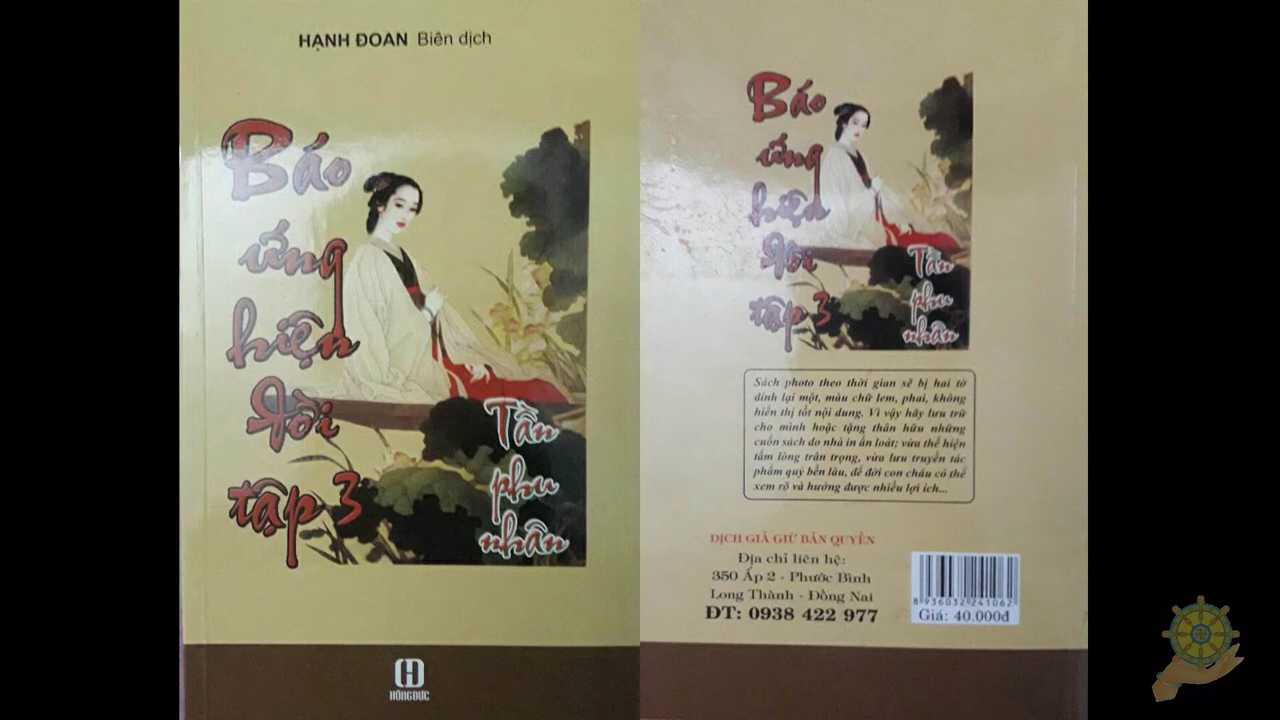 HẠNH ĐOAN Biên dịch
Báo
ứng
hiện
đời
tập 3
Tần
phu
nhân
HỒNG ĐỨC
Báo
ứng
hiện
đời
tập 3
Tần
phu
nhân
Sách photo theo thời gian sẽ bị hai tờ
dính lại một, màu chữ lem, phai, không
hiển thị tốt nội dung. Vì vậy hãy lưu trữ
cho mình hoặc tặng thân hữu những
cuốn sách do nhà in ấn loát; vừa thể hiện
tấm lòng trân trọng, vừa lưu truyền tác
phẩm quý bền lâu, để đời con cháu có thể
xem rõ và hưởng được nhiều lợi ích...
DỊCH GIẢ GIỮ BẢN QUYỀN
Địa chỉ liên hệ:
350 Ấp 2 - Phước Bình
Long Thành - Đồng Nai
ĐT: 0938 422 977
8 936032 241062
Giá: 40.000đ